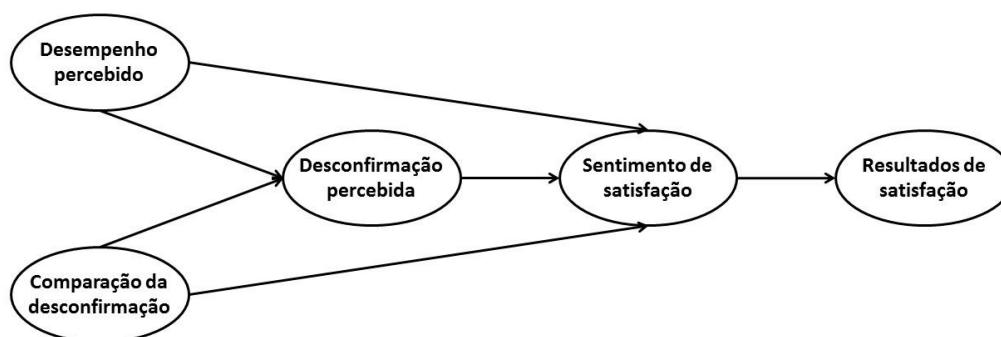 Desempenho
percebido
Desconfirmação
percebida
Sentimento de
satisfação
Resultados de
satisfação
Comparação da
desconfirmação